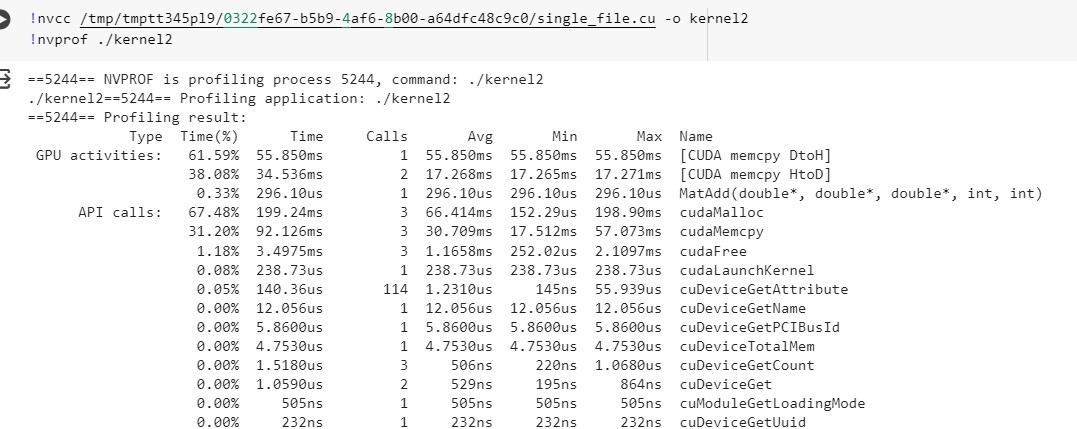 !nvcc /tmp/tmptt345pl9/0322fe67-b5b9-4af6-8b00-a64dfc48c9c0/single_file.cu -o kernel2
!nvprof ./kernel2
==5244== NVPROF is profiling process 5244, command: ./kernel2
./kernel2==5244== Profiling application: ./kernel2
==5244== Profiling result:
            Type  Time(%)      Time     Calls       Avg       Min       Max  Name
 GPU activities:   61.59%  55.850ms         1  55.850ms  55.850ms  55.850ms  [CUDA memcpy DtoH]
                   38.08%  34.536ms         2  17.268ms  17.265ms  17.271ms  [CUDA memcpy HtoD]
                    0.33%  296.10us         1  296.10us  296.10us  296.10us  MatAdd(double*, double*, double*, int, int)
      API calls:   67.48%  199.24ms         3  66.414ms  152.29us  198.90ms  cudaMalloc
                   31.20%  92.126ms         3  30.709ms  17.512ms  57.073ms  cudaMemcpy
                    1.18%  3.4975ms         3  1.1658ms  252.02us  2.1097ms  cudaFree
                    0.08%  238.73us         1  238.73us  238.73us  238.73us  cudaLaunchKernel
                    0.05%  140.36us       114  1.2310us     145ns  55.939us  cuDeviceGetAttribute
                    0.00%  12.056us         1  12.056us  12.056us  12.056us  cuDeviceGetName
                    0.00%  5.8600us         1  5.8600us  5.8600us  5.8600us  cuDeviceGetPCIBusId
                    0.00%  4.7530us         1  4.7530us  4.7530us  4.7530us  cuDeviceTotalMem
                    0.00%  1.5180us         3     506ns     220ns  1.0680us  cuDeviceGetCount
                    0.00%  1.0590us         2     529ns     195ns     864ns  cuDeviceGet
                    0.00%     505ns         1     505ns     505ns     505ns  cuModuleGetLoadingMode
                    0.00%     232ns         1     232ns     232ns     232ns  cuDeviceGetUuid